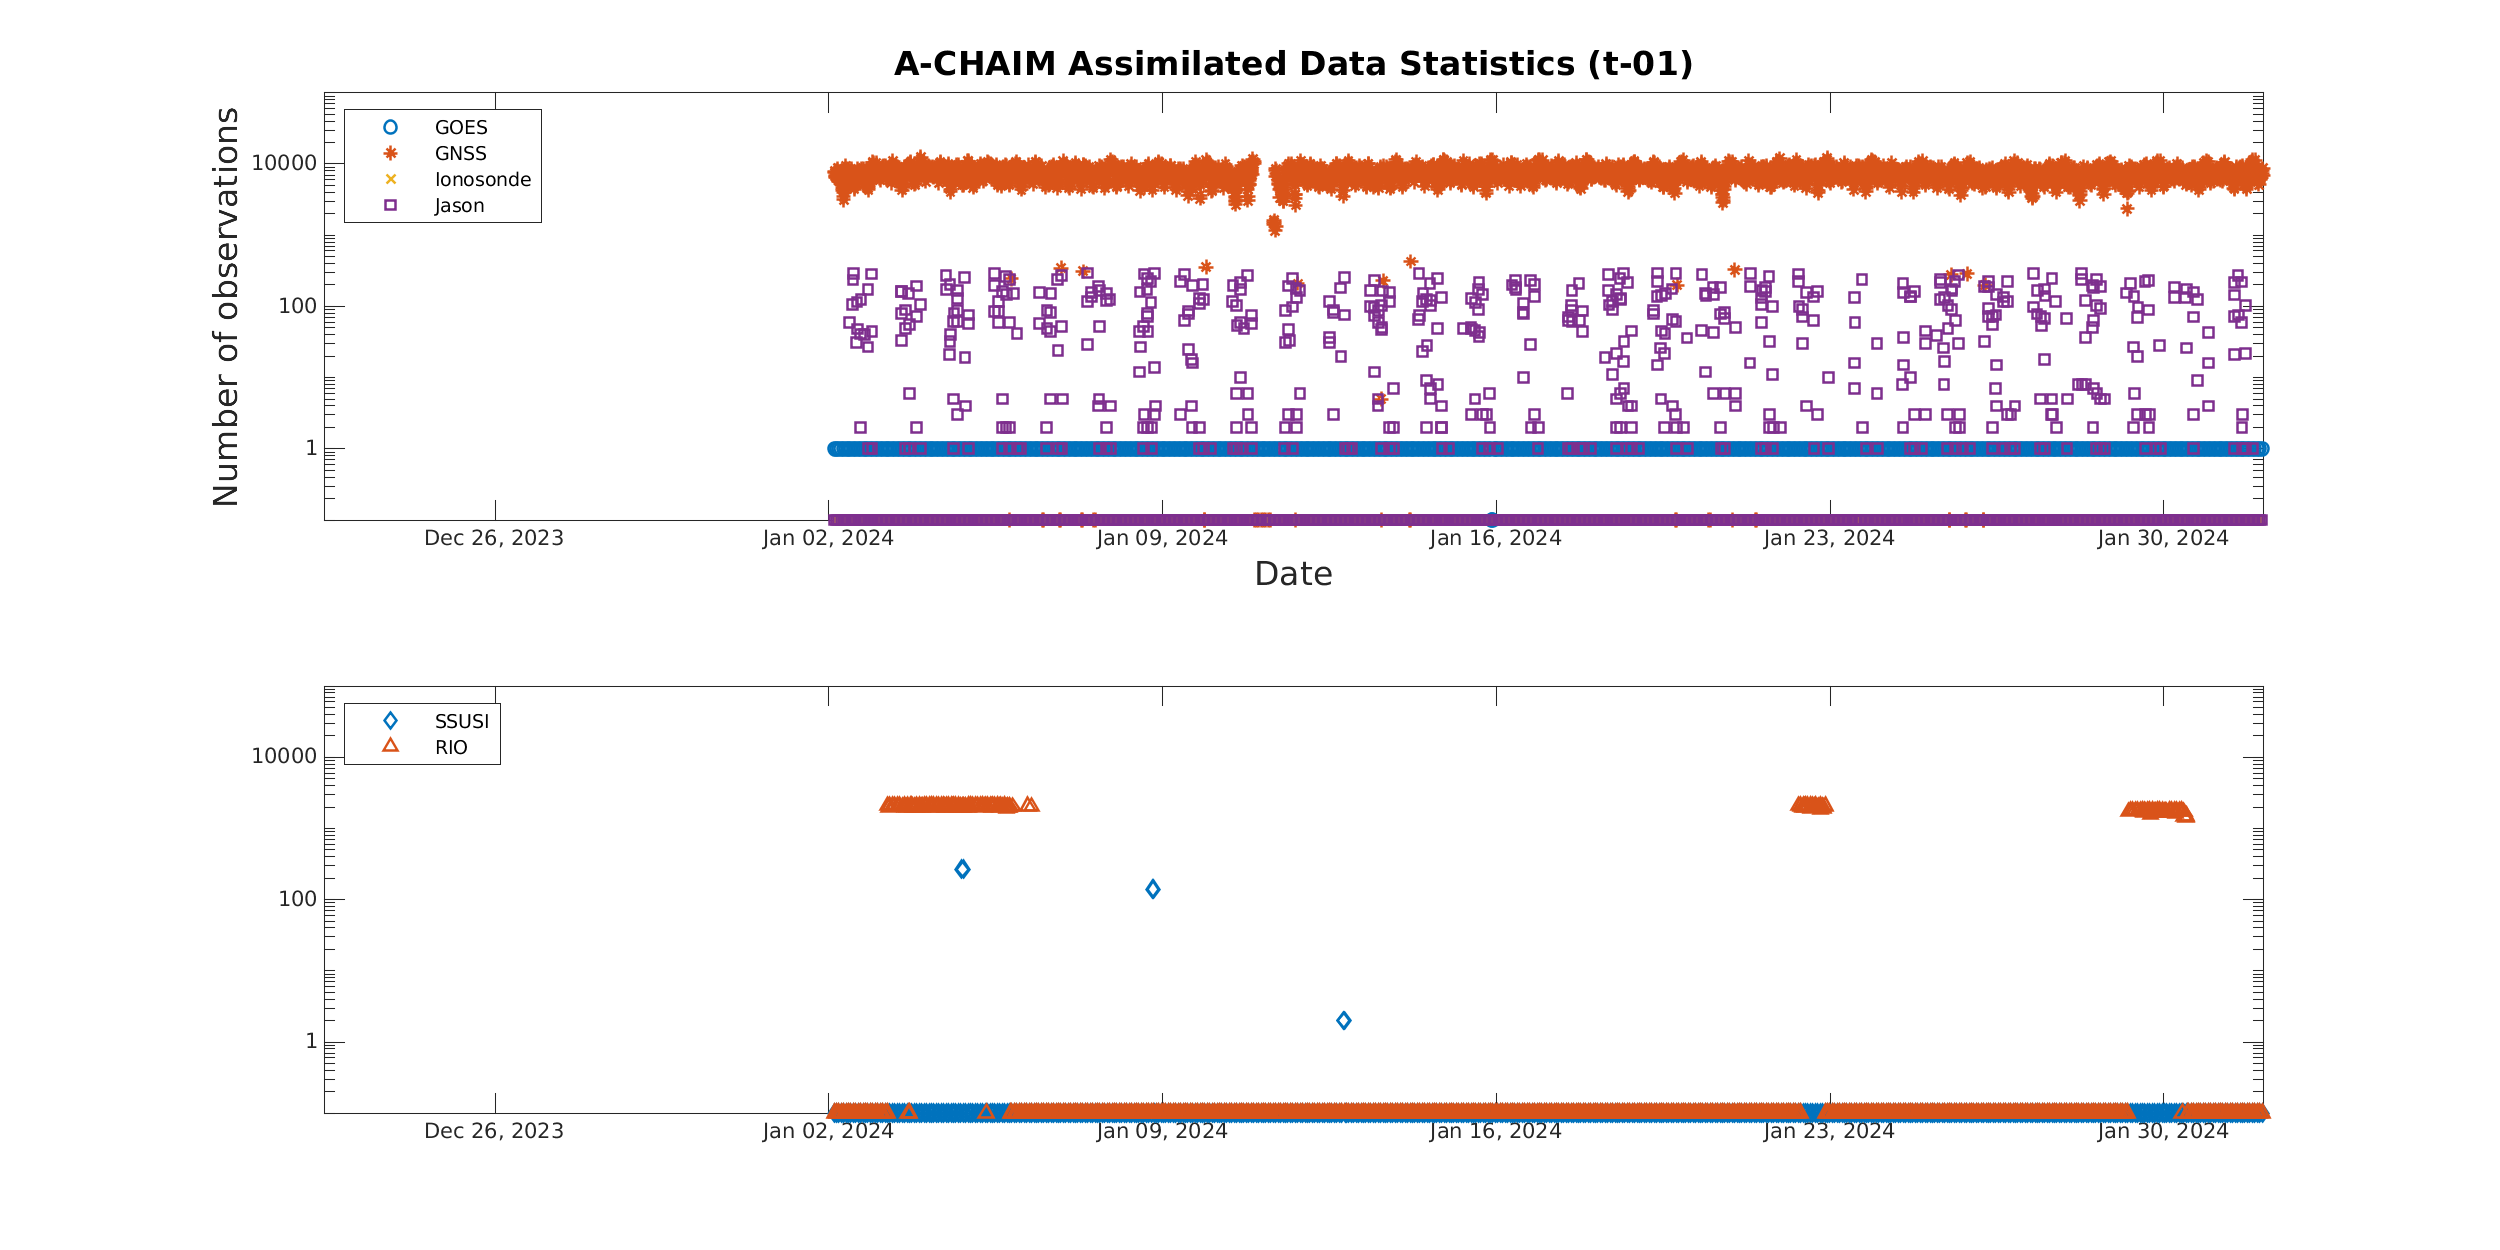 A-CHAIM Assimilated Data Statistics (t-01)
Number of observations
10000
100
1
GOES
GNSS
Ionosonde
Jason
Dec 26, 2023
Jan 02, 2024
Jan 09, 2024
Jan 16, 2024
Jan 23, 2024
Jan 30, 2024
Date
10000
100
1
SSUSI
RIO
Dec 26, 2023
Jan 02, 2024
Jan 09, 2024
Jan 16, 2024
Jan 23, 2024
Jan 30, 2024